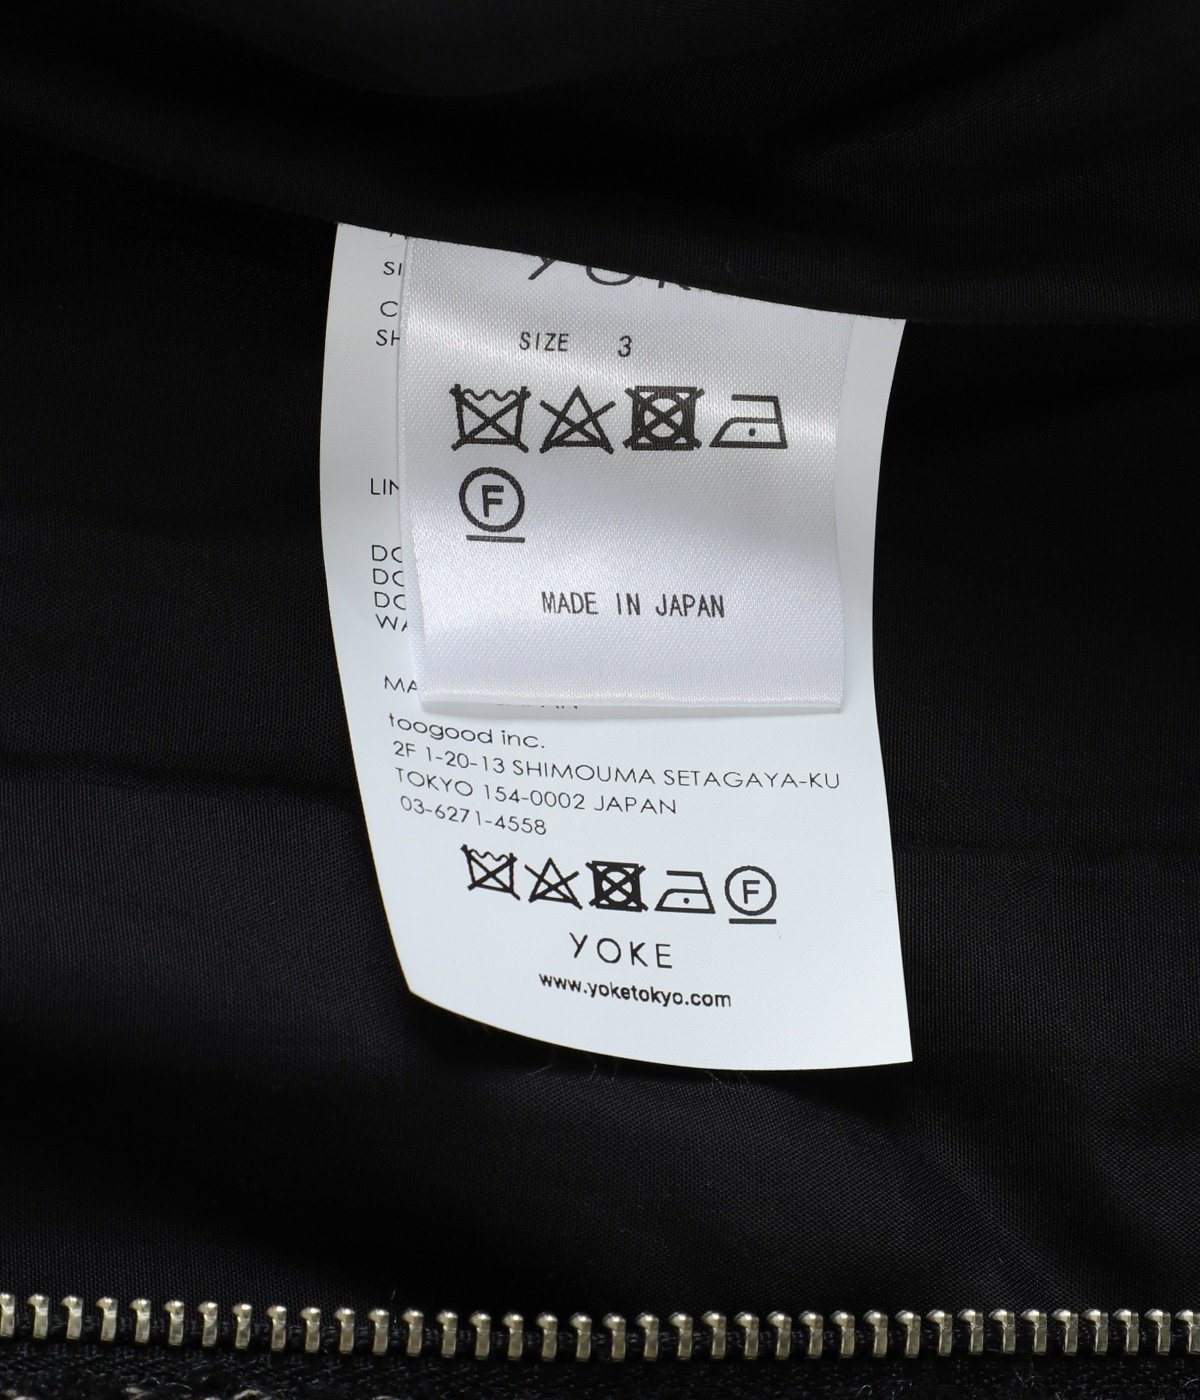 SIZE 3
F
MADE IN JAPAN
toogood inc.
2F 1-20-13 SHIMOUMA SETAGAYA-KU
TOKYO 154-0002 JAPAN
03-6271-4558
F
YOKE
www.yoketokyo.com